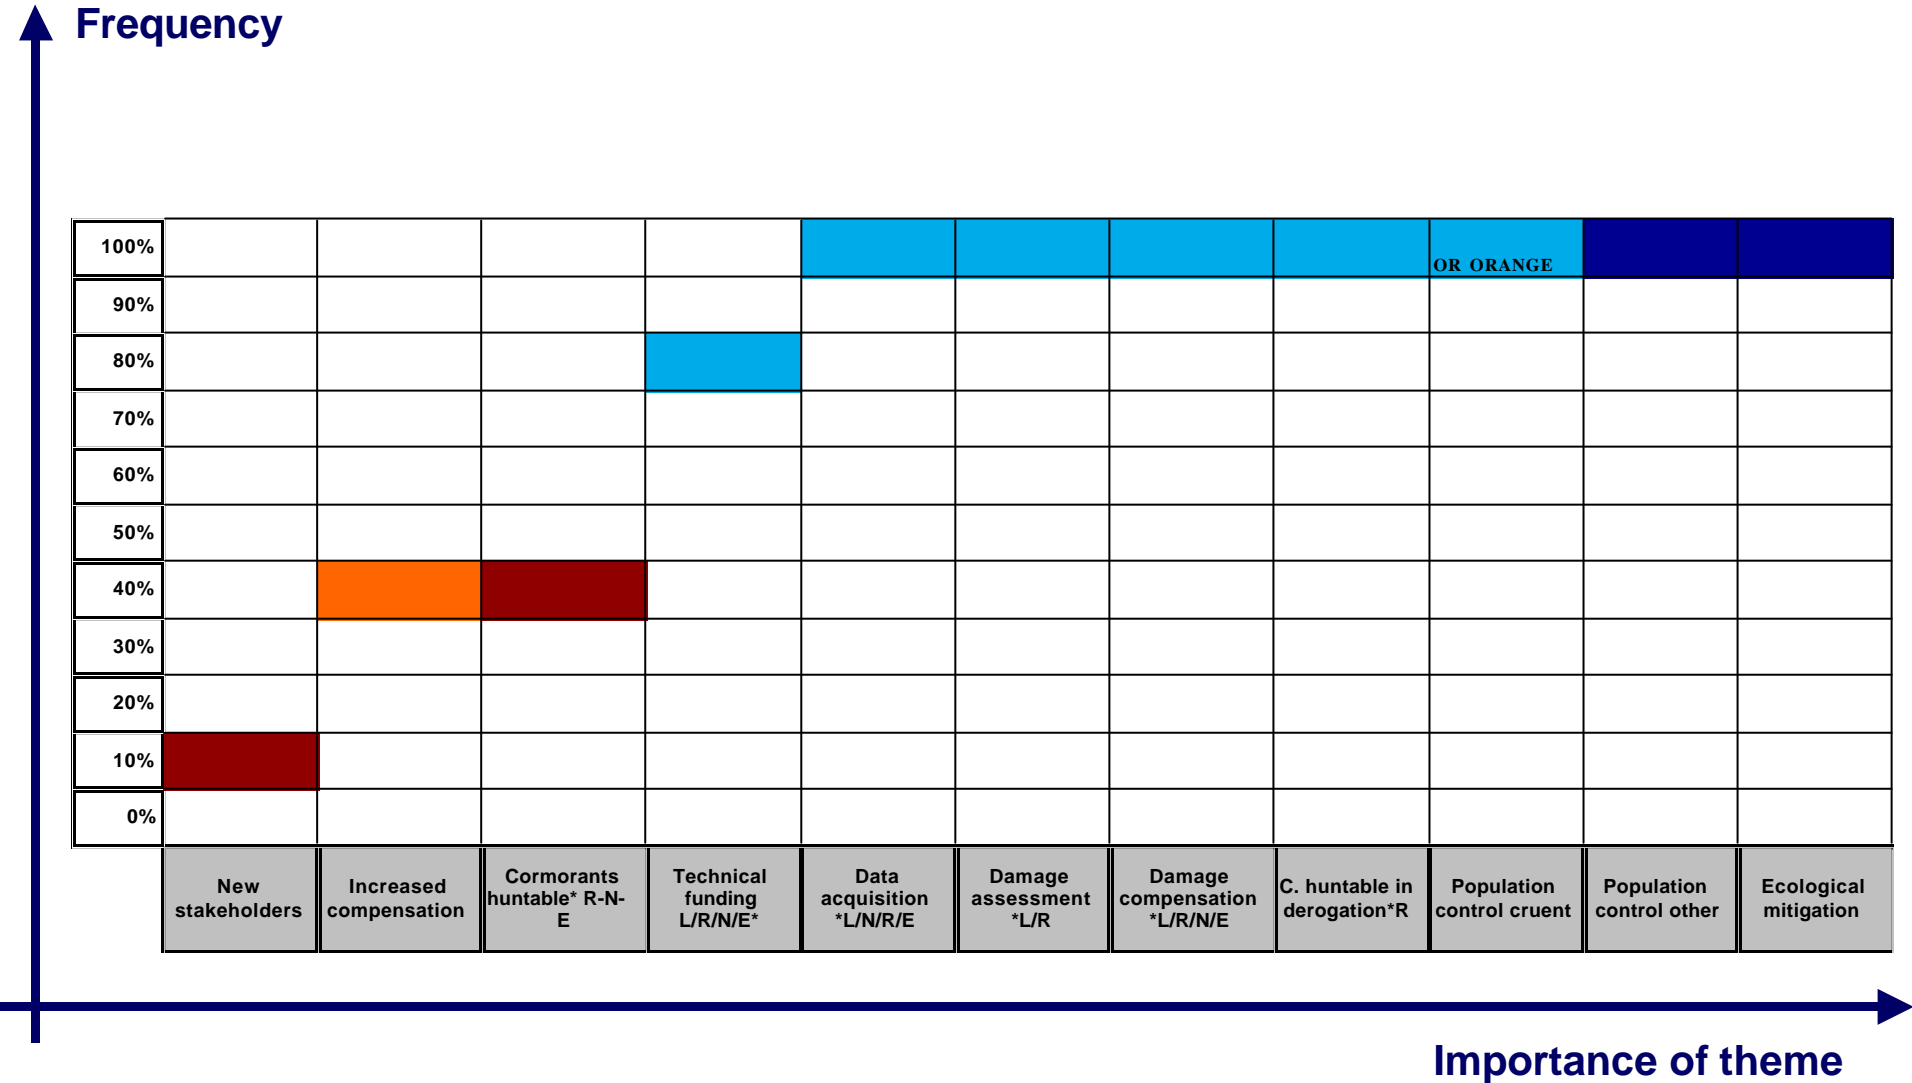 Frequency
100%
OR ORANGE
90%
80%
70%
60%
50%
40%
30%
20%
10%
0%
New
stakeholders
Increased
compensation
Cormorants
huntable* R-N-
E
Technical
funding
L/R/N/E*
Data
acquisition
*L/N/R/E
Damage
assessment
*L/R
Damage
compensation
*L/R/N/E
C. huntable in
derogation*R
Population
control cruent
Population
control other
Ecological
mitigation
Importance of theme